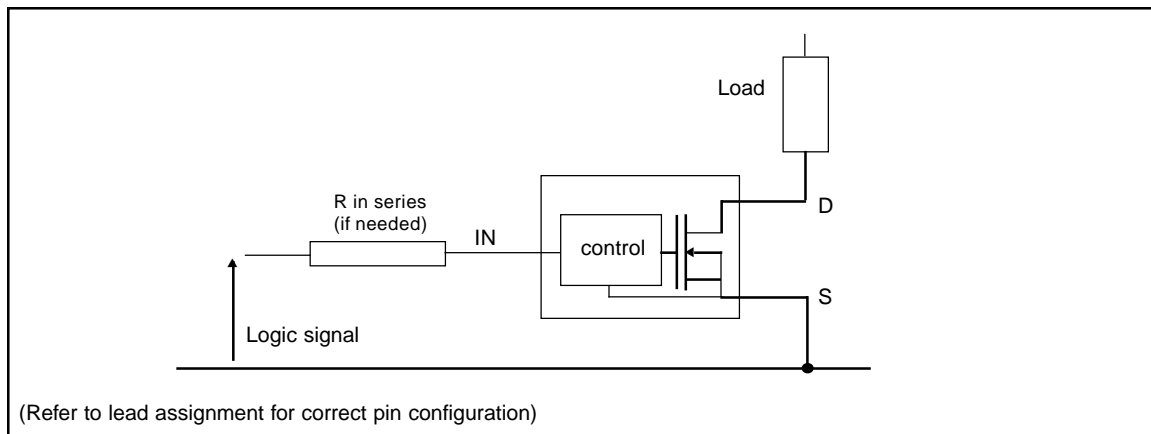 Load
R in series
(if needed)
IN
D
control
S
Logic signal
(Refer to lead assignment for correct pin configuration)